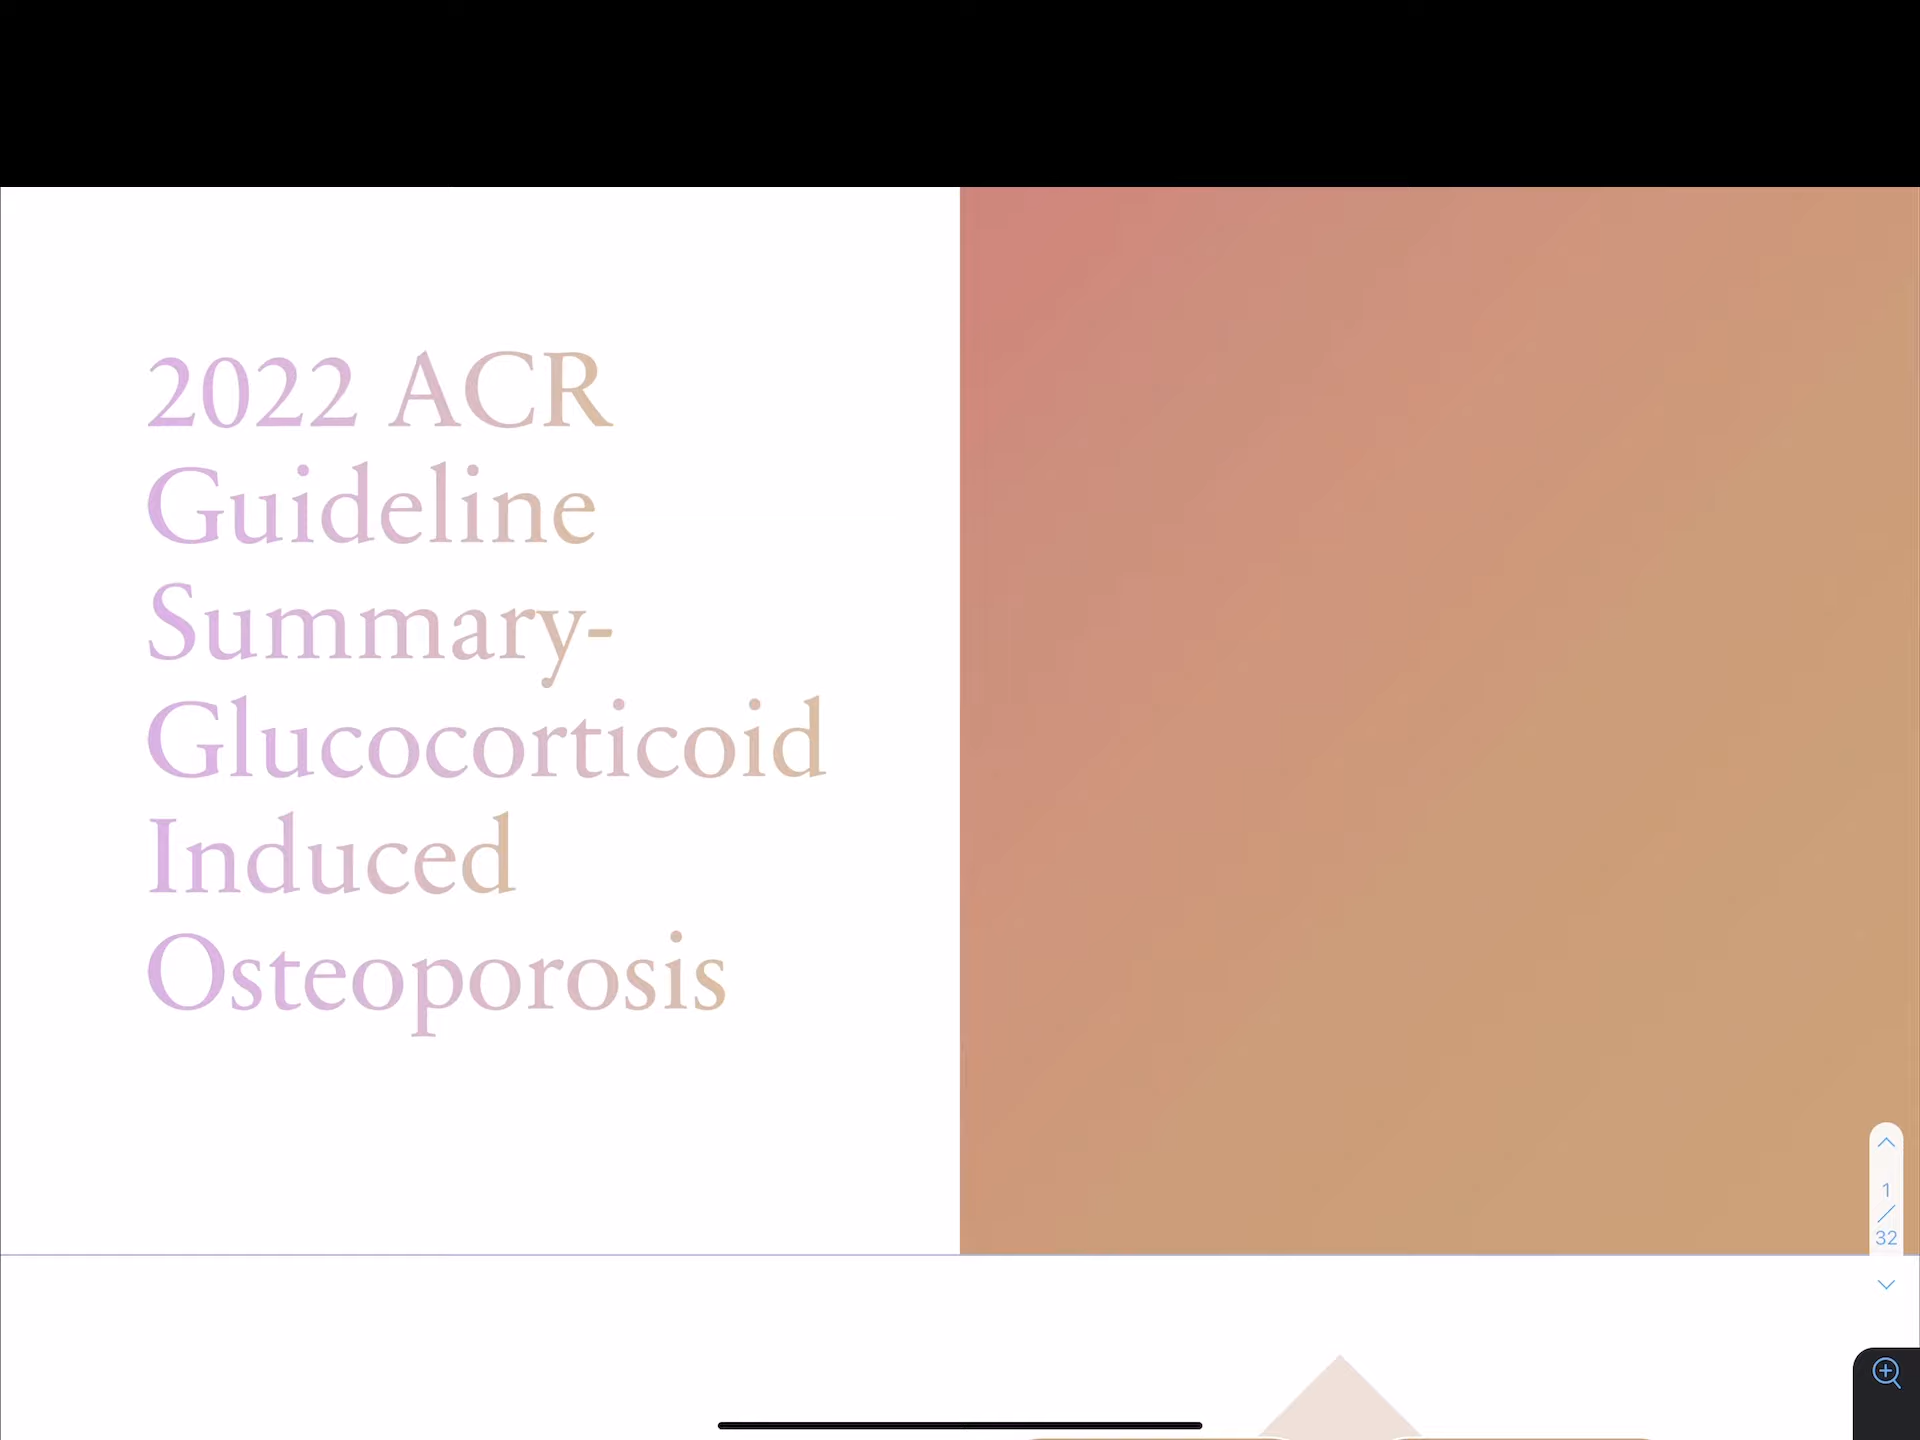 2022 ACR
Guideline
Summary-
Glucocorticoid
Induced
Osteoporosis
1
/
32